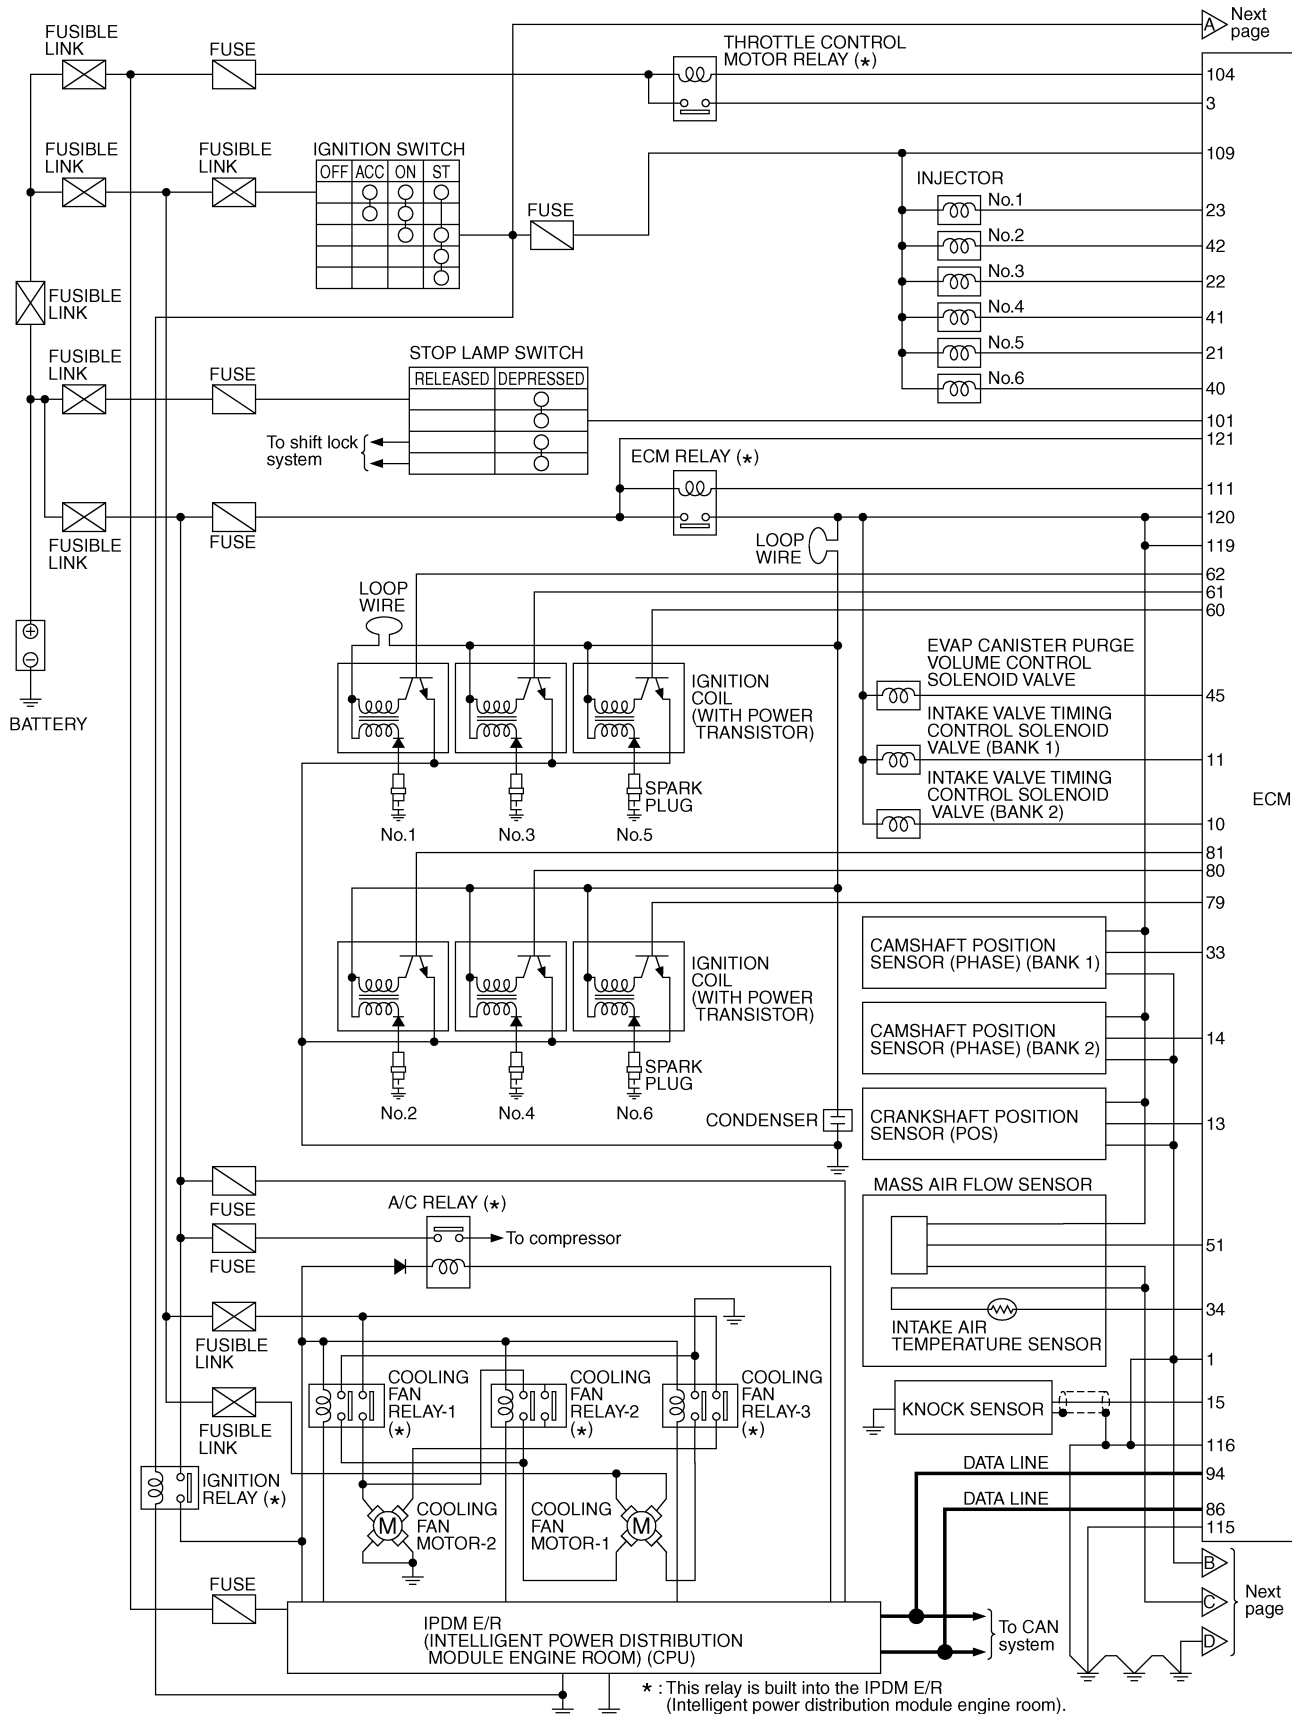 A
Next
page
FUSIBLE
LINK
FUSE
THROTTLE CONTROL
MOTOR RELAY (*)
104
3
FUSIBLE
LINK
FUSIBLE
LINK
IGNITION SWITCH
OFF ACC ON ST
109
INJECTOR
No.1
23
FUSE
No.2
42
No.3
22
FUSIBLE
LINK
No.4
41
No.5
21
No.6
40
FUSIBLE
LINK
FUSE
STOP LAMP SWITCH
RELEASED DEPRESSED
101
121
To shift lock
system
ECM RELAY (*)
111
120
FUSIBLE
LINK
FUSE
LOOP
WIRE
119
62
61
60
LOOP
WIRE
EVAP CANISTER PURGE
VOLUME CONTROL
SOLENOID VALVE
45
IGNITION
COIL
(WITH POWER
TRANSISTOR)
BATTERY
INTAKE VALVE TIMING
CONTROL SOLENOID
VALVE (BANK 1)
11
INTAKE VALVE TIMING
CONTROL SOLENOID
VALVE (BANK 2)
10
ECM
SPARK
PLUG
No.1
No.3
No.5
81
80
79
CAMSHAFT POSITION
SENSOR (PHASE) (BANK 1)
33
IGNITION
COIL
(WITH POWER
TRANSISTOR)
CAMSHAFT POSITION
SENSOR (PHASE) (BANK 2)
14
SPARK
PLUG
No.2
No.4
No.6
CONDENSER
CRANKSHAFT POSITION
SENSOR (POS)
13
FUSE
A/C RELAY (*)
MASS AIR FLOW SENSOR
To compressor
FUSE
51
34
INTAKE AIR
TEMPERATURE SENSOR
FUSIBLE
LINK
1
COOLING
FAN
RELAY-1
(*)
COOLING
FAN
RELAY-2
(*)
COOLING
FAN
RELAY-3
(*)
KNOCK SENSOR
15
FUSIBLE
LINK
116
DATA LINE
94
IGNITION
RELAY (*)
DATA LINE
86
115
COOLING
FAN
MOTOR-2
M
COOLING
FAN
MOTOR-1
M
B
C
D
Next
page
FUSE
IPDM E/R
(INTELLIGENT POWER DISTRIBUTION
MODULE ENGINE ROOM) (CPU)
To CAN
system
* : This relay is built into the IPDM E/R
(Intelligent power distribution module engine room).